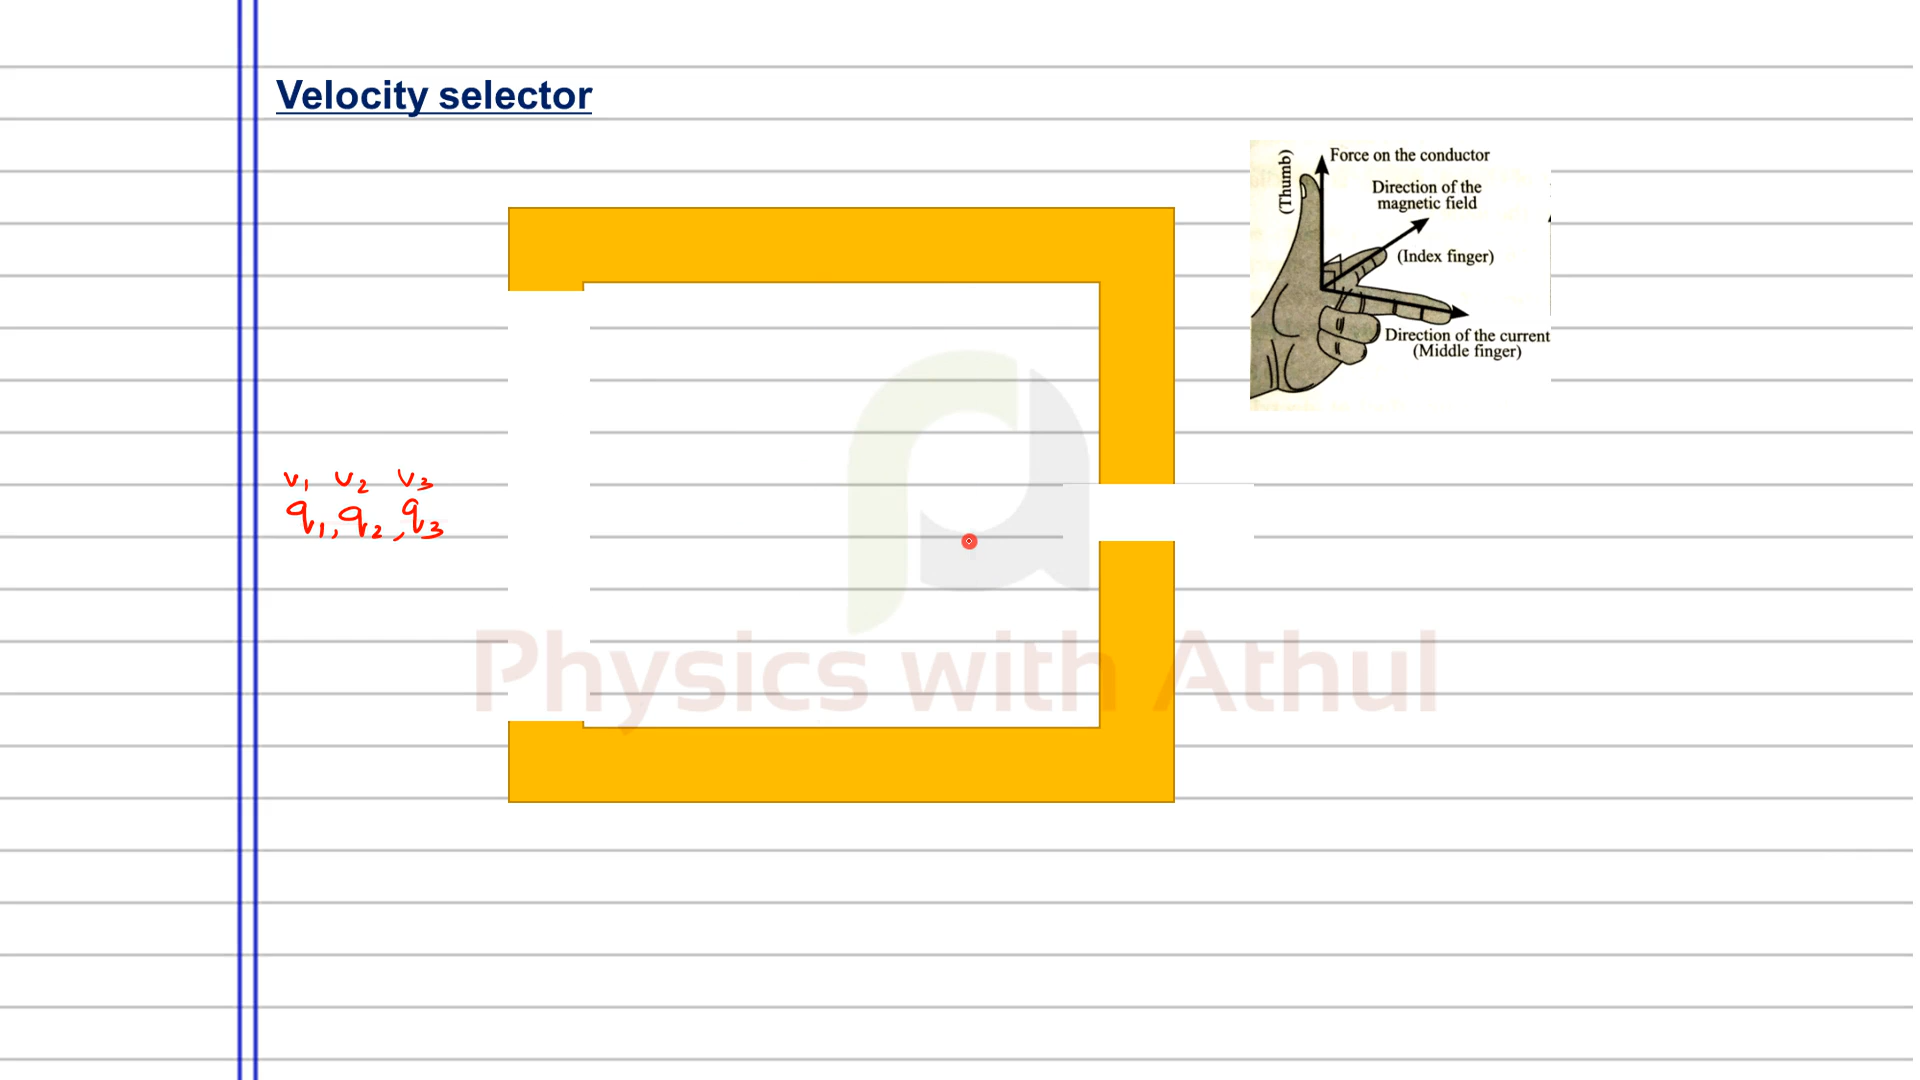 Velocity selector
(Thumb)
Force on the conductor
Direction of the
magnetic field
(Index finger)
Direction of the current
(Middle finger)
v₁ v₂ v₃
q₁, q₂, q₃
Physics with Athul